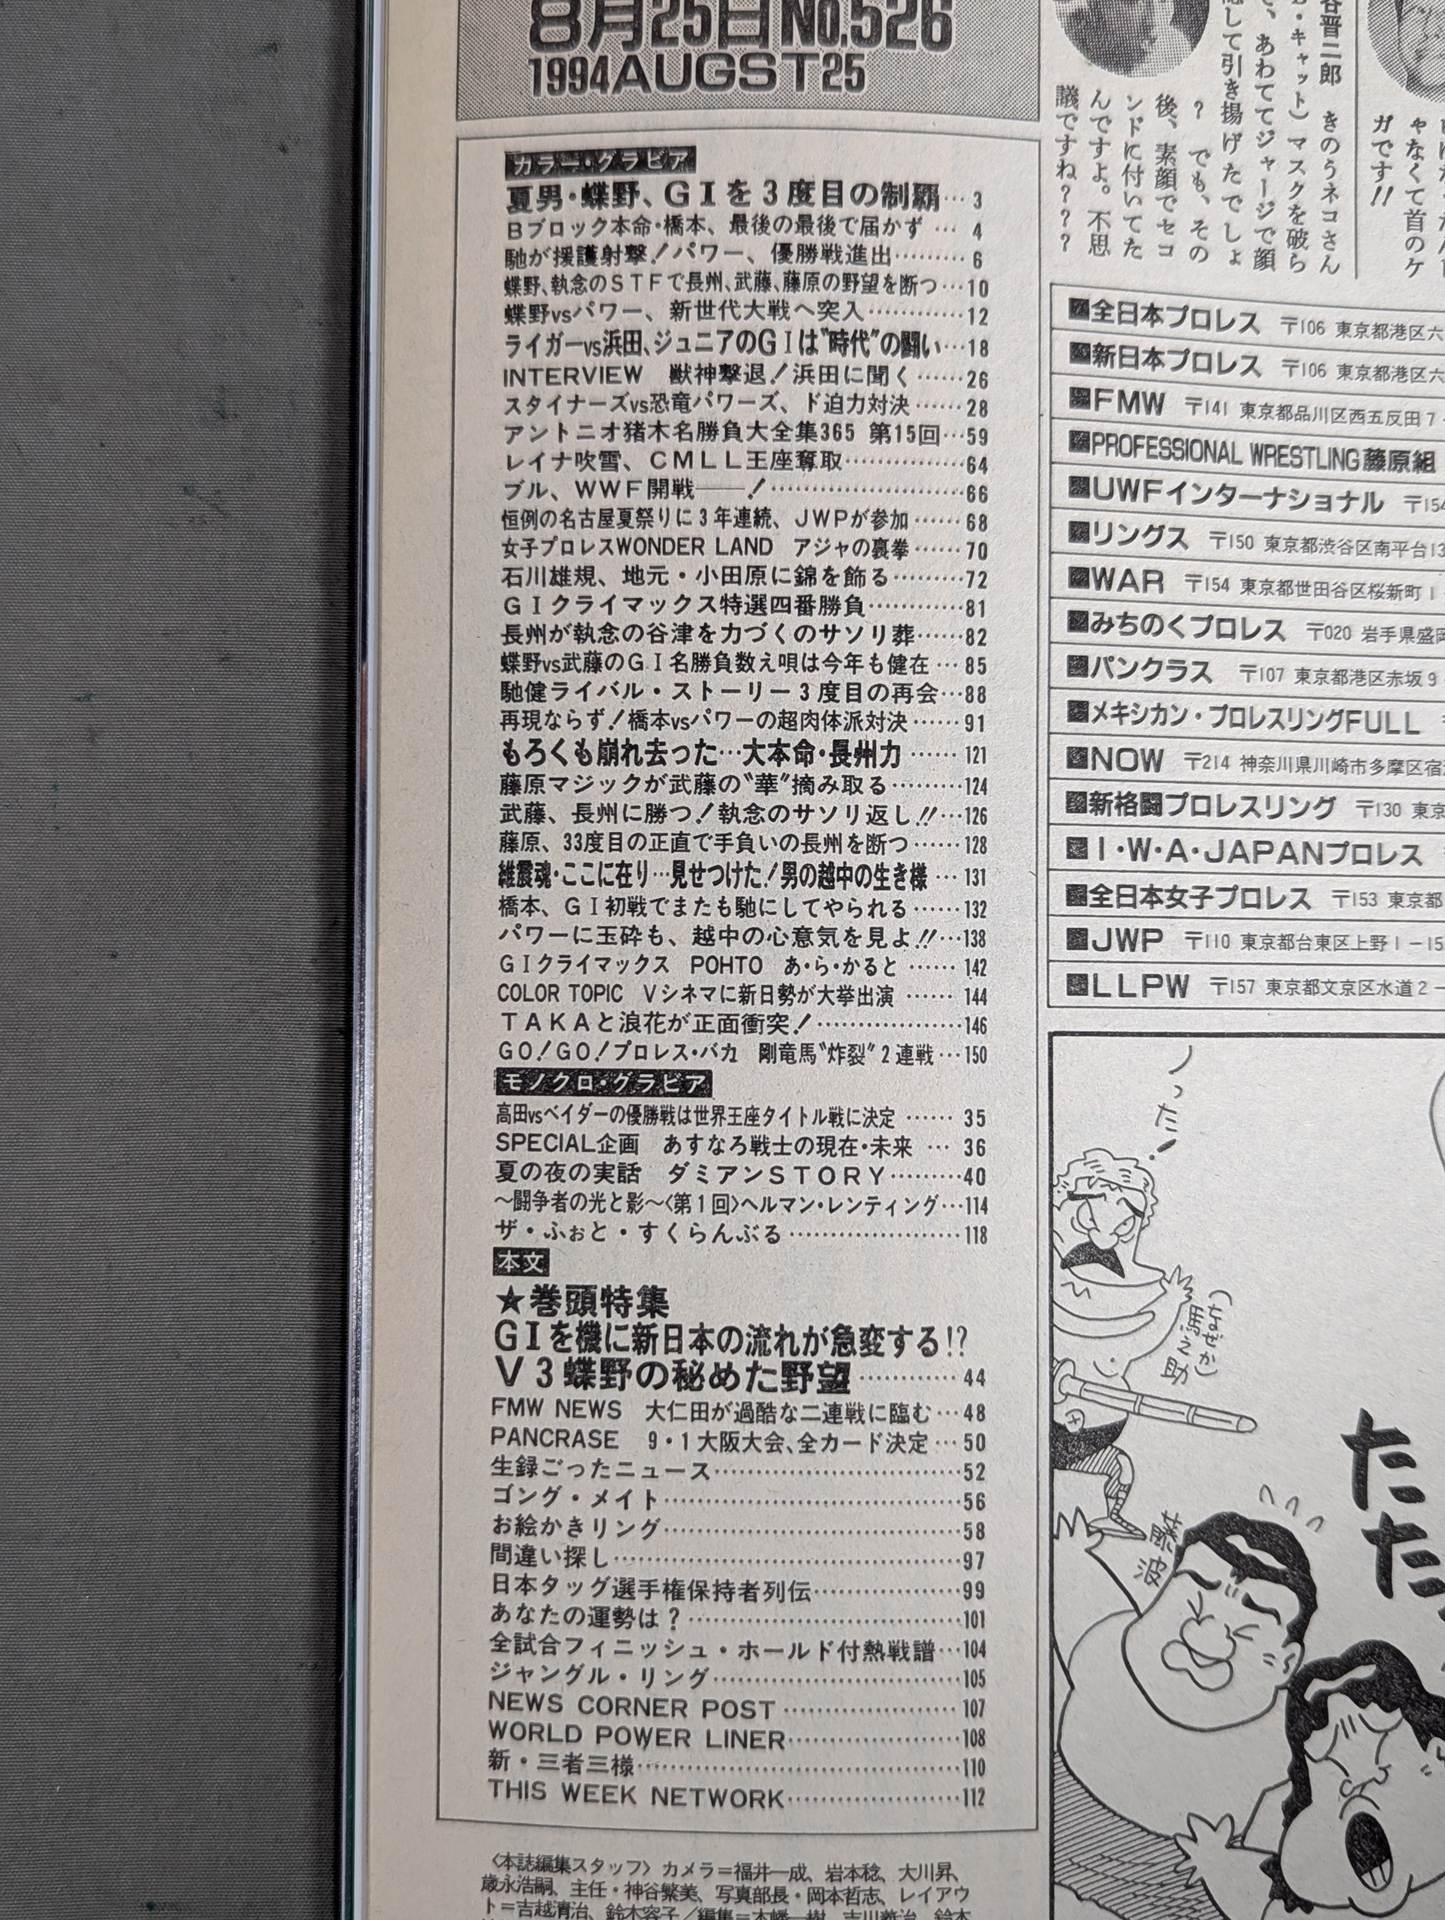 8月25日No.526
1994AUGST25
カラー・グラビア
夏男・蝶野、GⅠを3度目の制覇…3
Bブロック本命・橋本、最後の最後で届かず…4
馳が援護射撃!パワー、優勝戦進出………6
蝶野、執念のSTFで長州、武藤、藤原の野望を断つ…10
蝶野vsパワー、新世代大戦へ突入…………12
ライガーvs浜田、ジュニアのGⅠは"時代"の闘い…18
INTERVIEW 獣神撃退!浜田に聞く……26
スタイナーズvs恐竜パワーズ、ド迫力対決……28
アントニオ猪木名勝負大全集365 第15回…59
レイナ吹雪、CMLL王座奪取…………64
ブル、WWF開戦――!…………………66
恒例の名古屋夏祭りに3年連続、JWPが参加……68
女子プロレスWONDER LAND アジャの裏拳……70
石川雄規、地元・小田原に錦を飾る………72
GⅠクライマックス特選四番勝負…………81
長州が執念の谷津を力づくのサソリ葬……82
蝶野vs武藤のGⅠ名勝負数え唄は今年も健在…85
馳健ライバル・ストーリー3度目の再会…88
再現ならず!橋本vsパワーの超肉体派対決……91
もろくも崩れ去った…大本命・長州力……121
藤原マジックが武藤の"華"摘み取る………124
武藤、長州に勝つ!執念のサソリ返し!!…126
藤原、33度目の正直で手負いの長州を断つ……128
維震魂・ここに在り…見せつけた!男の越中の生き様…131
橋本、GⅠ初戦でまたも馳にしてやられる……132
パワーに玉砕も、越中の心意気を見よ!!…138
GⅠクライマックス POHTO あ・ら・かると……142
COLOR TOPIC Vシネマに新日勢が大挙出演……144
TAKAと浪花が正面衝突!………………146
GO!GO!プロレス・バカ 剛竜馬"炸裂"2連戦…150
モノクロ・グラビア
高田vsベイダーの優勝戦は世界王座タイトル戦に決定……35
SPECIAL企画 あすなろ戦士の現在・未来…36
夏の夜の実話 ダミアンSTORY………40
～闘争者の光と影～〈第1回〉ヘルマン・レンティング…114
ザ・ふぉと・すくらんぶる…………………118
本文
★巻頭特集
GⅠを機に新日本の流れが急変する!?
V3蝶野の秘めた野望…………44
FMW NEWS 大仁田が過酷な二連戦に臨む…48
PANCRASE 9・1大阪大会、全カード決定…50
生録ごったニュース……………………………52
ゴング・メイト…………………………………56
お絵かきリング…………………………………58
間違い探し………………………………………97
日本タッグ選手権保持者列伝………………99
あなたの運勢は?………………………………101
全試合フィニッシュ・ホールド付熱戦譜…104
ジャングル・リング……………………………105
NEWS CORNER POST…………………107
WORLD POWER LINER…………………108
新・三者三様……………………………………110
THIS WEEK NETWORK…………………112
〈本誌編集スタッフ〉カメラ=福井一成、岩本稔、大川昇、
歳永浩嗣、主任・神谷繁美、写真部長・岡本哲志、レイアウ
ト=吉越清治、鈴木容子／編集=
谷晋二郎 きのうネコさん
・キャット)マスクを破ら
、あわててジャージで顔
隠して引き揚げたでしょ
? でも、その
後、素顔でセコ
ンドに付いてた
んですよ。不思
議ですね???
ゃなくて首のケ
ガです!!
全日本プロレス 〒106 東京都港区六
新日本プロレス 〒106 東京都港区六
FMW 〒141 東京都品川区西五反田7
PROFESSIONAL WRESTLING藤原組
UWFインターナショナル 〒154
リングス 〒150 東京都渋谷区南平台13
WAR 〒154 東京都世田谷区桜新町1
みちのくプロレス 〒020 岩手県盛岡
パンクラス 〒107 東京都港区赤坂9
メキシカン・プロレスリングFULL
NOW 〒214 神奈川県川崎市多摩区宿
新格闘プロレスリング 〒130 東京
I・W・A・JAPANプロレス
全日本女子プロレス 〒153 東京都
JWP 〒110 東京都台東区上野1-15
LLPW 〒157 東京都文京区水道2-
ノった!
(なぜか)
馬之助
藤波
たた